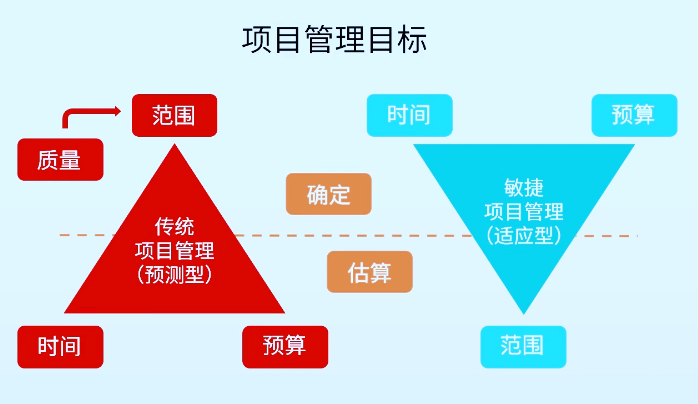 项目管理目标
范围
质量
时间
预算
确定
传统
项目管理
（预测型）
敏捷
项目管理
（适应型）
估算
时间
预算
范围